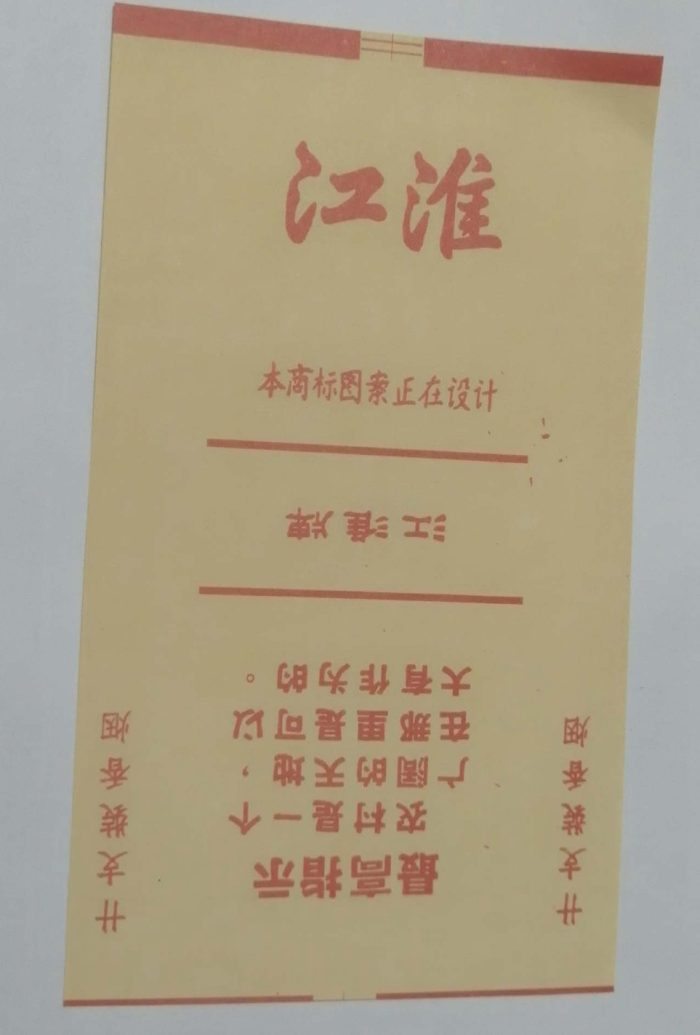 江淮
本商标图案正在设计
江淮牌
最高指示
农村是一个
广阔的天地，
在那里是可以
大有作为的。
廾支装香烟
廾支装香烟